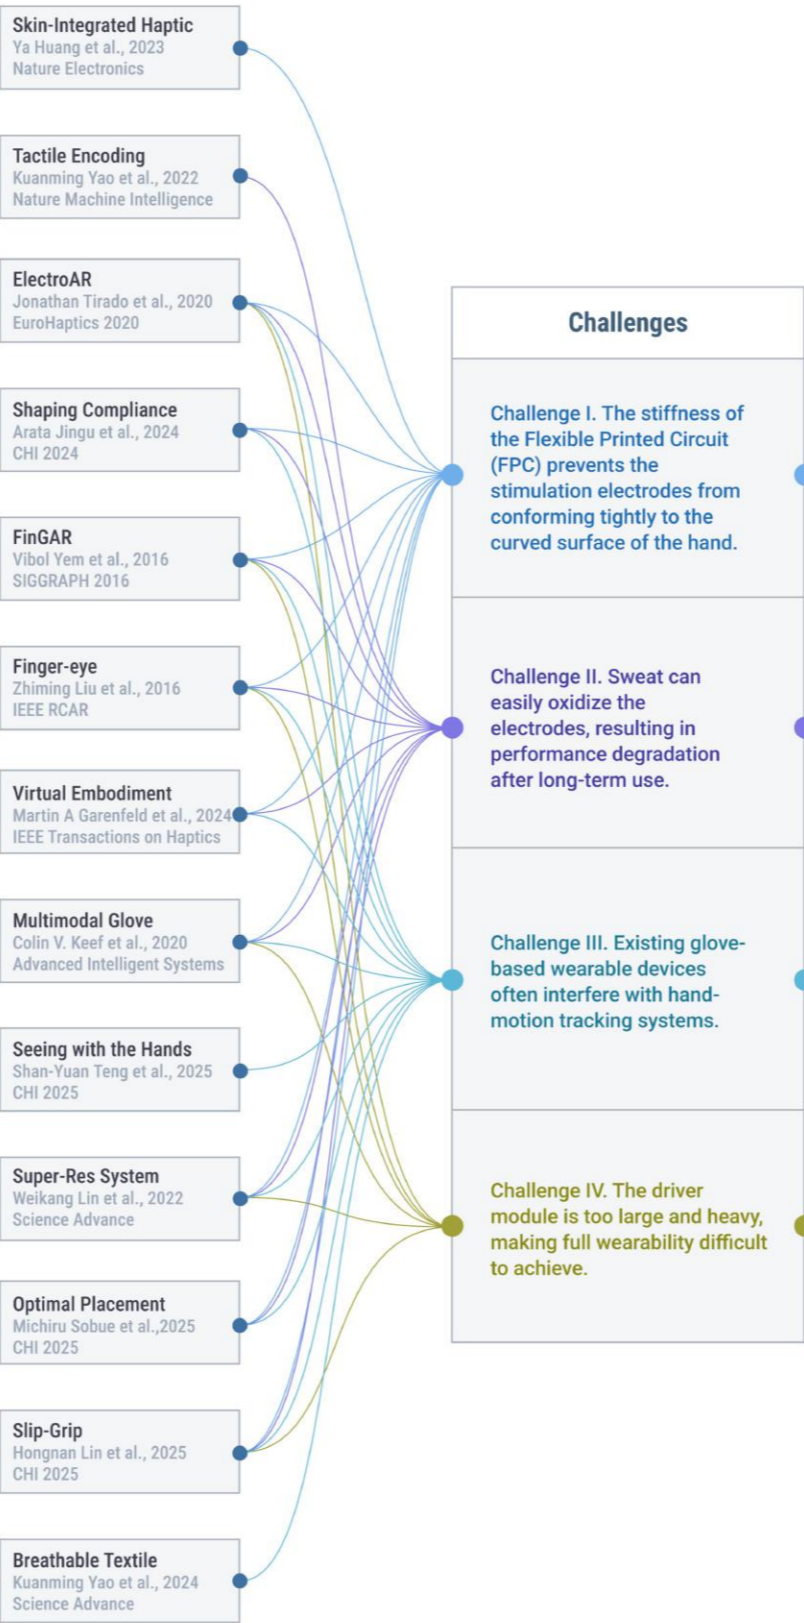 Skin-Integrated Haptic
Ya Huang et al., 2023
Nature Electronics
Tactile Encoding
Kuanming Yao et al., 2022
Nature Machine Intelligence
ElectroAR
Jonathan Tirado et al., 2020
EuroHaptics 2020
Shaping Compliance
Arata Jingu et al., 2024
CHI 2024
FinGAR
Vibol Yem et al., 2016
SIGGRAPH 2016
Finger-eye
Zhiming Liu et al., 2016
IEEE RCAR
Virtual Embodiment
Martin A Garenfeld et al., 2024
IEEE Transactions on Haptics
Multimodal Glove
Colin V. Keef et al., 2020
Advanced Intelligent Systems
Seeing with the Hands
Shan-Yuan Teng et al., 2025
CHI 2025
Super-Res System
Weikang Lin et al., 2022
Science Advance
Optimal Placement
Michiru Sobue et al.,2025
CHI 2025
Slip-Grip
Hongnan Lin et al., 2025
CHI 2025
Breathable Textile
Kuanming Yao et al., 2024
Science Advance
Challenges
Challenge I. The stiffness of
the Flexible Printed Circuit
(FPC) prevents the
stimulation electrodes from
conforming tightly to the
curved surface of the hand.
Challenge II. Sweat can
easily oxidize the
electrodes, resulting in
performance degradation
after long-term use.
Challenge III. Existing glove-
based wearable devices
often interfere with hand-
motion tracking systems.
Challenge IV. The driver
module is too large and heavy,
making full wearability difficult
to achieve.